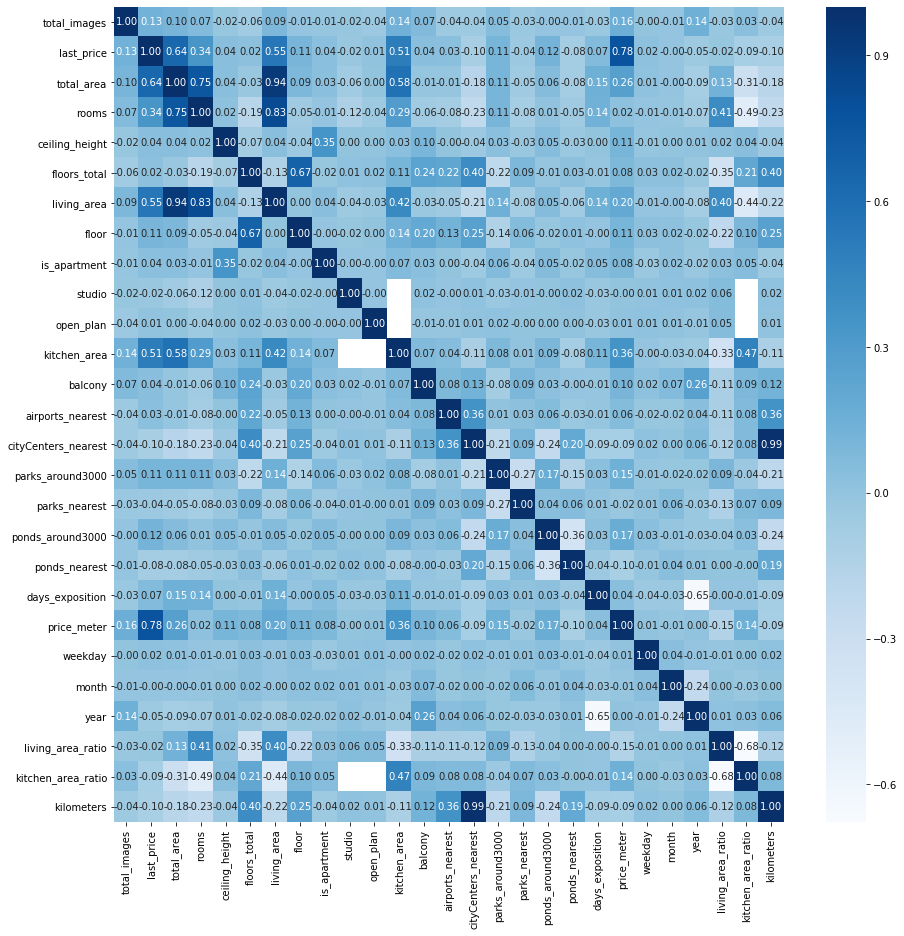 total_images 1.00 0.13 0.10 0.07 -0.02 -0.06 0.09 -0.01 -0.01 -0.02 -0.04 0.14 0.07 -0.04 -0.04 0.05 -0.03 -0.00 -0.01 -0.03 0.16 -0.00 -0.01 0.14 -0.03 0.03 -0.04
last_price 0.13 1.00 0.64 0.34 0.04 0.02 0.55 0.11 0.04 -0.02 0.01 0.51 0.04 0.03 -0.10 0.11 -0.04 0.12 -0.08 0.07 0.78 0.02 -0.00 -0.05 -0.02 -0.09 -0.10
total_area 0.10 0.64 1.00 0.75 0.04 -0.03 0.94 0.09 0.03 -0.06 0.00 0.58 -0.01 -0.01 -0.18 0.11 -0.05 0.06 -0.08 0.15 0.26 0.01 -0.00 -0.09 0.13 -0.31 -0.18
rooms 0.07 0.34 0.75 1.00 0.02 -0.19 0.83 -0.05 -0.01 -0.12 -0.04 0.29 -0.06 -0.08 -0.23 0.11 -0.08 0.01 -0.05 0.14 0.02 -0.01 -0.01 -0.07 0.41 -0.49 -0.23
ceiling_height -0.02 0.04 0.04 0.02 1.00 -0.07 0.04 -0.04 0.35 0.00 0.00 0.03 0.10 -0.00 -0.04 0.03 -0.03 0.05 -0.03 -0.00 0.11 -0.01 0.00 0.01 0.02 0.04 -0.04
floors_total -0.06 0.02 -0.03 -0.19 -0.07 1.00 -0.13 0.67 -0.02 0.01 0.02 0.11 0.24 0.22 0.40 -0.22 0.09 -0.01 0.03 -0.01 0.08 0.03 0.02 -0.02 -0.35 0.21 0.40
living_area 0.09 0.55 0.94 0.83 0.04 -0.13 1.00 0.00 0.04 -0.04 -0.03 0.42 -0.03 -0.05 -0.21 0.14 -0.08 0.05 -0.06 0.14 0.20 -0.01 -0.00 -0.08 0.40 -0.44 -0.22
floor -0.01 0.11 0.09 -0.05 -0.04 0.67 0.00 1.00 -0.00 -0.02 0.00 0.14 0.20 0.13 0.25 -0.14 0.06 -0.02 0.01 -0.00 0.11 0.03 0.02 -0.02 -0.22 0.10 0.25
is_apartment -0.01 0.04 0.03 -0.01 0.35 -0.02 0.04 -0.00 1.00 -0.00 -0.00 0.07 0.03 0.00 -0.04 0.06 -0.04 0.05 -0.02 0.05 0.08 -0.03 0.02 -0.02 0.03 0.05 -0.04
studio -0.02 -0.02 -0.06 -0.12 0.00 0.01 -0.04 -0.02 -0.00 1.00 -0.00 0.02 -0.00 0.01 -0.03 -0.01 -0.00 0.02 -0.03 -0.00 0.01 0.01 0.02 0.06 0.02
open_plan -0.04 0.01 0.00 -0.04 0.00 0.02 -0.03 0.00 -0.00 -0.00 1.00 -0.01 -0.01 0.01 0.02 -0.00 0.00 0.00 -0.03 0.01 0.01 0.01 -0.01 0.05 0.01
kitchen_area 0.14 0.51 0.58 0.29 0.03 0.11 0.42 0.14 0.07 1.00 0.07 0.04 -0.11 0.08 0.01 0.09 -0.08 0.11 0.36 -0.00 -0.03 -0.04 -0.33 0.47 -0.11
balcony 0.07 0.04 -0.01 -0.06 0.10 0.24 -0.03 0.20 0.03 0.02 -0.01 0.07 1.00 0.08 0.13 -0.08 0.09 0.03 -0.00 -0.01 0.10 0.02 0.07 0.26 -0.11 0.09 0.12
airports_nearest -0.04 0.03 -0.01 -0.08 -0.00 0.22 -0.05 0.13 0.00 -0.00 -0.01 0.04 0.08 1.00 0.36 0.01 0.03 0.06 -0.03 -0.01 0.06 -0.02 -0.02 0.04 -0.11 0.08 0.36
cityCenters_nearest -0.04 -0.10 -0.18 -0.23 -0.04 0.40 -0.21 0.25 -0.04 0.01 0.01 -0.11 0.13 0.36 1.00 -0.21 0.09 -0.24 0.20 -0.09 -0.09 0.02 0.00 0.06 -0.12 0.08 0.99
parks_around3000 0.05 0.11 0.11 0.11 0.03 -0.22 0.14 -0.14 0.06 -0.03 0.02 0.08 -0.08 0.01 -0.21 1.00 -0.27 0.17 -0.15 0.03 0.15 -0.01 -0.02 -0.02 0.09 -0.04 -0.21
parks_nearest -0.03 -0.04 -0.05 -0.08 -0.03 0.09 -0.08 0.06 -0.04 -0.01 -0.00 0.01 0.09 0.03 0.09 -0.27 1.00 0.04 0.06 0.01 -0.02 0.01 0.06 -0.03 -0.13 0.07 0.09
ponds_around3000 -0.00 0.12 0.06 0.01 0.05 -0.01 0.05 -0.02 0.05 -0.00 0.00 0.09 0.03 0.06 -0.24 0.17 0.04 1.00 -0.36 0.03 0.17 -0.03 0.01 -0.03 -0.04 0.03 -0.24
ponds_nearest -0.01 -0.08 -0.08 -0.05 -0.03 0.03 -0.06 0.01 -0.02 0.02 0.00 -0.08 -0.00 -0.03 0.20 -0.15 0.06 -0.36 1.00 -0.04 -0.10 -0.01 0.04 0.01 0.00 -0.00 0.19
days_exposition -0.03 0.07 0.15 0.14 -0.00 -0.01 0.14 -0.00 0.05 -0.03 -0.03 0.11 -0.01 -0.01 -0.09 0.03 0.01 0.03 -0.04 1.00 0.04 -0.04 -0.03 -0.65 -0.00 -0.01 -0.09
price_meter 0.16 0.78 0.26 0.02 0.11 0.08 0.20 0.11 0.08 -0.00 0.01 0.36 0.10 0.06 -0.09 0.15 -0.02 0.17 -0.10 0.04 1.00 0.01 -0.01 0.00 -0.15 0.14 -0.09
weekday -0.00 0.02 0.01 -0.01 -0.01 0.03 -0.01 0.03 -0.03 0.01 0.01 -0.00 0.02 -0.02 0.02 -0.01 0.01 -0.03 -0.01 -0.04 0.01 1.00 0.04 -0.01 -0.01 0.00 0.02
month -0.01 -0.00 -0.00 -0.01 0.00 0.02 -0.00 0.02 0.02 0.01 0.01 -0.03 0.07 -0.02 0.00 -0.02 0.06 -0.01 0.04 -0.03 -0.01 0.04 1.00 -0.24 0.00 -0.03 0.00
year 0.14 -0.05 -0.09 -0.07 0.01 -0.02 -0.08 -0.02 -0.02 0.02 -0.01 -0.04 0.26 0.04 0.06 -0.02 -0.03 -0.03 0.01 -0.65 0.00 -0.01 -0.24 1.00 0.01 0.03 0.06
living_area_ratio -0.03 -0.02 0.13 0.41 0.02 -0.35 0.40 -0.22 0.03 0.06 0.05 -0.33 -0.11 -0.11 -0.12 0.09 -0.13 -0.04 0.00 -0.00 -0.15 -0.01 0.00 0.01 1.00 -0.68 -0.12
kitchen_area_ratio 0.03 -0.09 -0.31 -0.49 0.04 0.21 -0.44 0.10 0.05 0.47 0.09 0.08 0.08 -0.04 0.07 0.03 -0.00 -0.01 0.14 0.00 -0.03 0.03 -0.68 1.00 0.08
kilometers -0.04 -0.10 -0.18 -0.23 -0.04 0.40 -0.22 0.25 -0.04 0.02 0.01 -0.11 0.12 0.36 0.99 -0.21 0.09 -0.24 0.19 -0.09 -0.09 0.02 0.00 0.06 -0.12 0.08 1.00
total_images
last_price
total_area
rooms
ceiling_height
floors_total
living_area
floor
is_apartment
studio
open_plan
kitchen_area
balcony
airports_nearest
cityCenters_nearest
parks_around3000
parks_nearest
ponds_around3000
ponds_nearest
days_exposition
price_meter
weekday
month
year
living_area_ratio
kitchen_area_ratio
kilometers
0.9
0.6
0.3
0.0
−0.3
−0.6